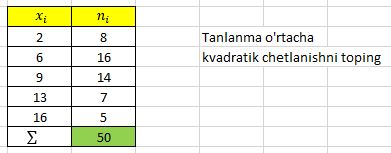 xᵢ nᵢ
2 8 Tanlanma o'rtacha
6 16 kvadratik chetlanishni toping
9 14
13 7
16 5
∑ 50